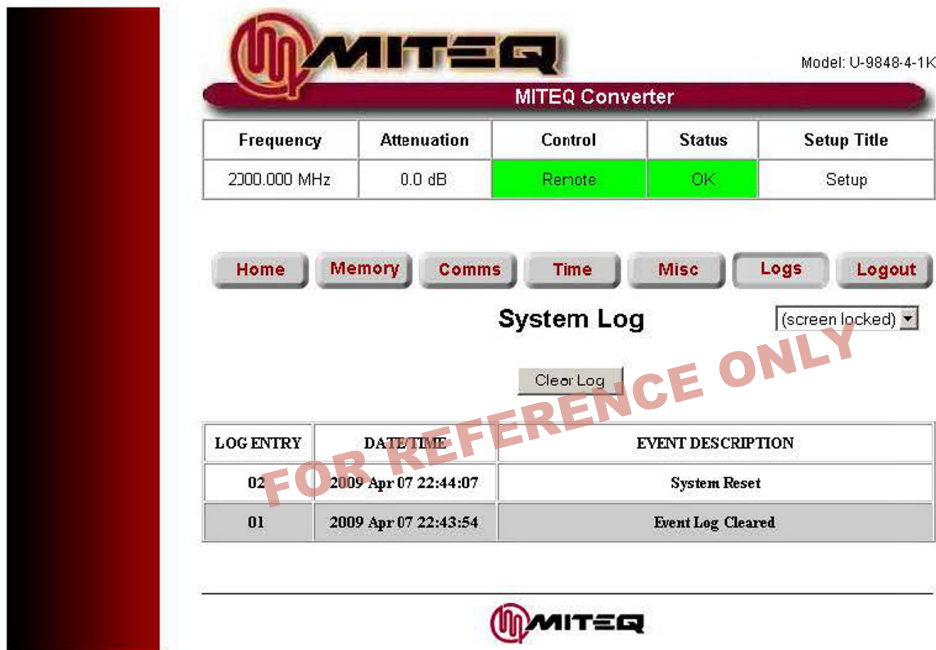 MITEQ
Model: U-9848-4-1K
MITEQ Converter
Frequency Attenuation Control Status Setup Title
2000.000 MHz 0.0 dB Remote OK Setup
Home Memory Comms Time Misc Logs Logout
System Log
(screen locked)
Clear Log
FOR REFERENCE ONLY
LOG ENTRY DATE/TIME EVENT DESCRIPTION
02 2009 Apr 07 22:44:07 System Reset
01 2009 Apr 07 22:43:54 Event Log Cleared
MITEQ